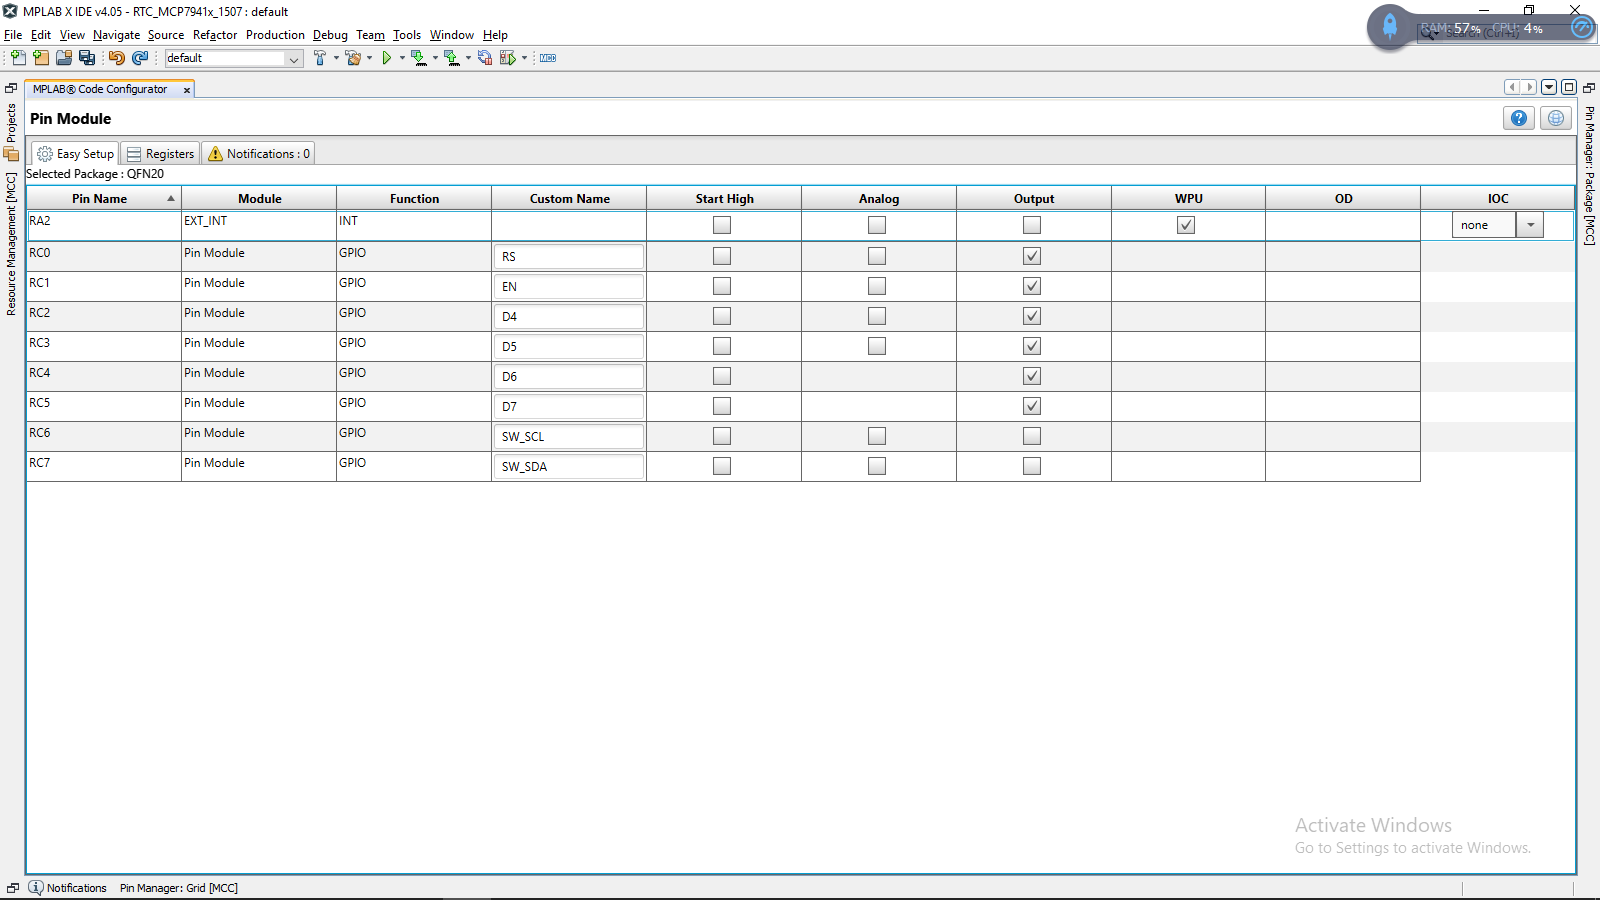 MPLAB X IDE v4.05 - RTC_MCP7941x_1507 : default
File Edit View Navigate Source Refactor Production Debug Team Tools Window Help
RAM: 57% CPU: 4%
Search (Ctrl+I)
default
MPLAB® Code Configurator
Projects
Resource Management [MCC]
Pin Manager: Package [MCC]
Pin Module
Easy Setup Registers Notifications : 0
Selected Package : QFN20
Pin Name Module Function Custom Name Start High Analog Output WPU OD IOC
RA2 EXT_INT INT none
RC0 Pin Module GPIO RS
RC1 Pin Module GPIO EN
RC2 Pin Module GPIO D4
RC3 Pin Module GPIO D5
RC4 Pin Module GPIO D6
RC5 Pin Module GPIO D7
RC6 Pin Module GPIO SW_SCL
RC7 Pin Module GPIO SW_SDA
Activate Windows
Go to Settings to activate Windows.
Notifications Pin Manager: Grid [MCC]